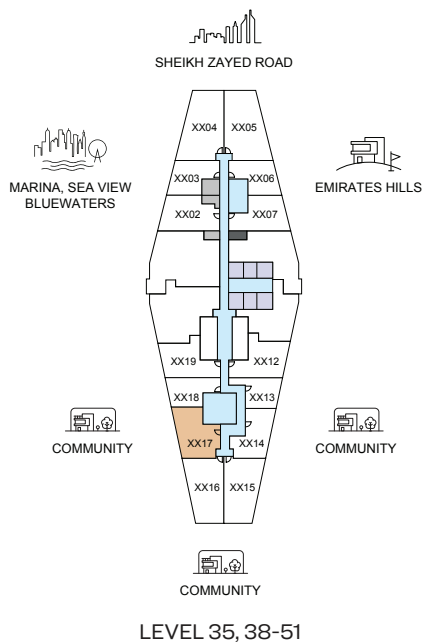 SHEIKH ZAYED ROAD
XX04 XX05
MARINA, SEA VIEW
BLUEWATERS
EMIRATES HILLS
XX03 XX06
XX02 XX07
XX19 XX12
XX18 XX13
COMMUNITY
XX17 XX14
COMMUNITY
XX16 XX15
COMMUNITY
LEVEL 35, 38-51